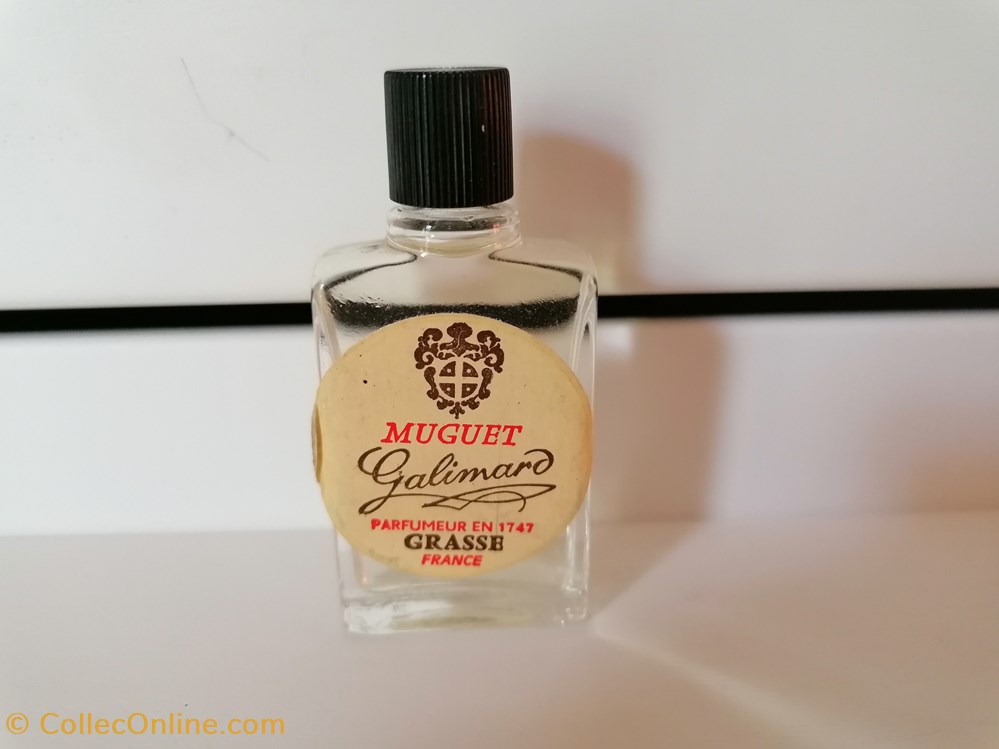 MUGUET
Galimard
PARFUMEUR EN 1747
GRASSE
FRANCE
© CollecOnline.com